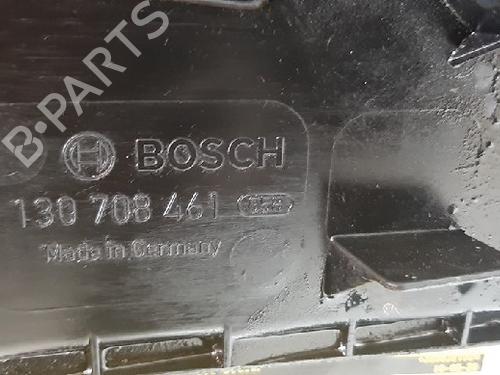 B-PARTS
BOSCH
130 708 461
Made in Germany